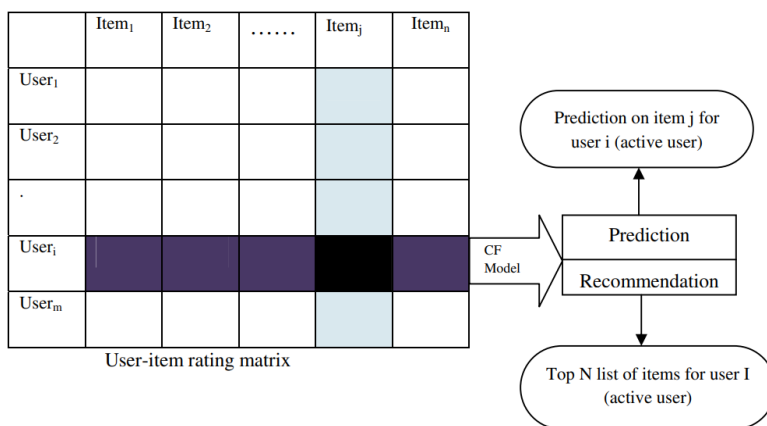 Item₁ Item₂ …… Itemⱼ Itemₙ
User₁
User₂
.
Userᵢ
Userₘ
User-item rating matrix
CF
Model
Prediction on item j for
user i (active user)
Prediction
Recommendation
Top N list of items for user I
(active user)